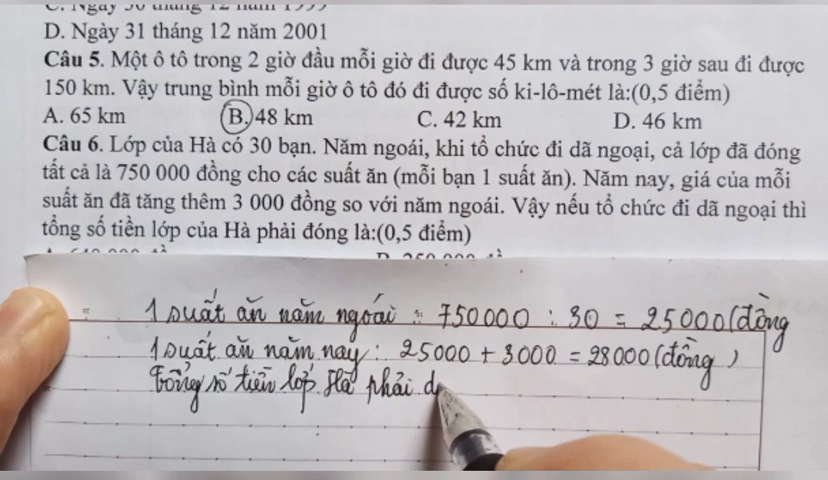 C. Ngày 30 tháng 12 năm 1999
D. Ngày 31 tháng 12 năm 2001
Câu 5. Một ô tô trong 2 giờ đầu mỗi giờ đi được 45 km và trong 3 giờ sau đi được
150 km. Vậy trung bình mỗi giờ ô tô đó đi được số ki-lô-mét là:(0,5 điểm)
A. 65 km B. 48 km C. 42 km D. 46 km
Câu 6. Lớp của Hà có 30 bạn. Năm ngoái, khi tổ chức đi dã ngoại, cả lớp đã đóng
tất cả là 750 000 đồng cho các suất ăn (mỗi bạn 1 suất ăn). Năm nay, giá của mỗi
suất ăn đã tăng thêm 3 000 đồng so với năm ngoái. Vậy nếu tổ chức đi dã ngoại thì
tổng số tiền lớp của Hà phải đóng là:(0,5 điểm)
1 suất ăn năm ngoái : 750000 : 30 = 25000(đồng
1 suất ăn năm nay : 25000 + 3000 = 28000 (đồng)
Tổng số tiền lớp Hà phải d